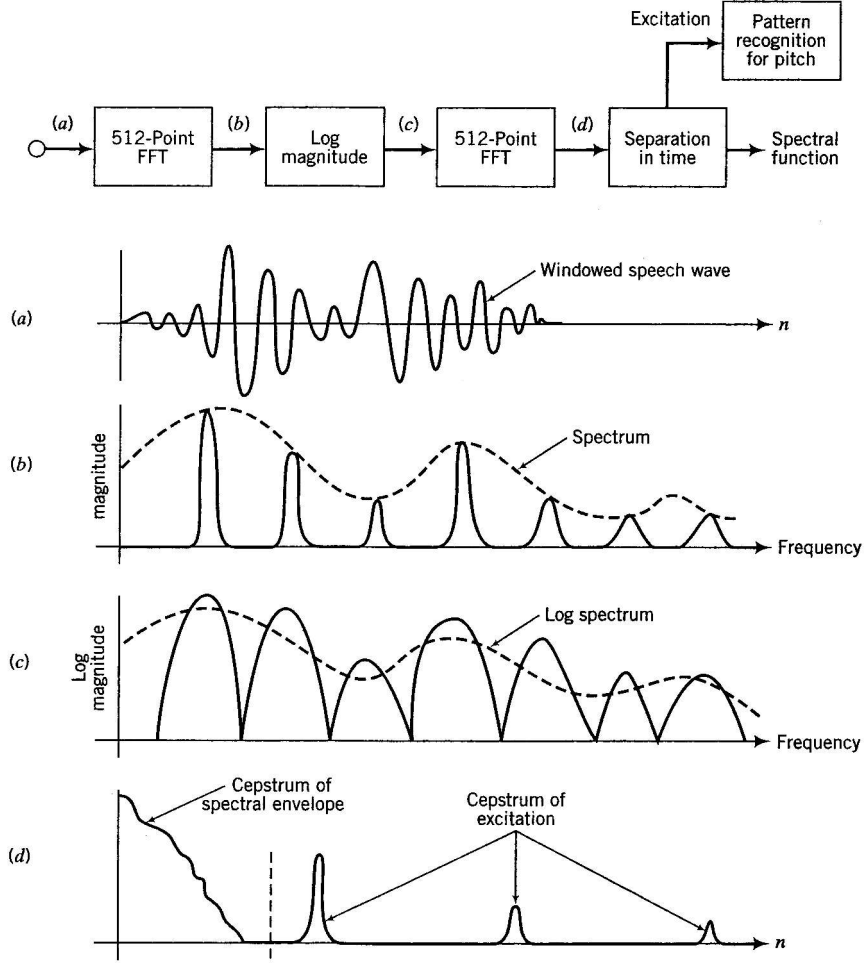 Excitation
Pattern
recognition
for pitch
(a)
512-Point
FFT
(b)
Log
magnitude
(c)
512-Point
FFT
(d)
Separation
in time
Spectral
function
(a)
Windowed speech wave
n
(b)
magnitude
Spectrum
Frequency
(c)
Log
magnitude
Log spectrum
Frequency
(d)
Cepstrum of
spectral envelope
Cepstrum of
excitation
n